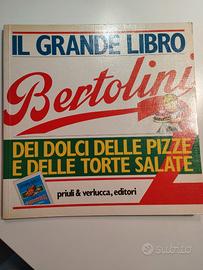 IL GRANDE LIBRO
Bertolini
DEI DOLCI DELLE PIZZE
E DELLE TORTE SALATE
priuli & verlucca, editori
subito